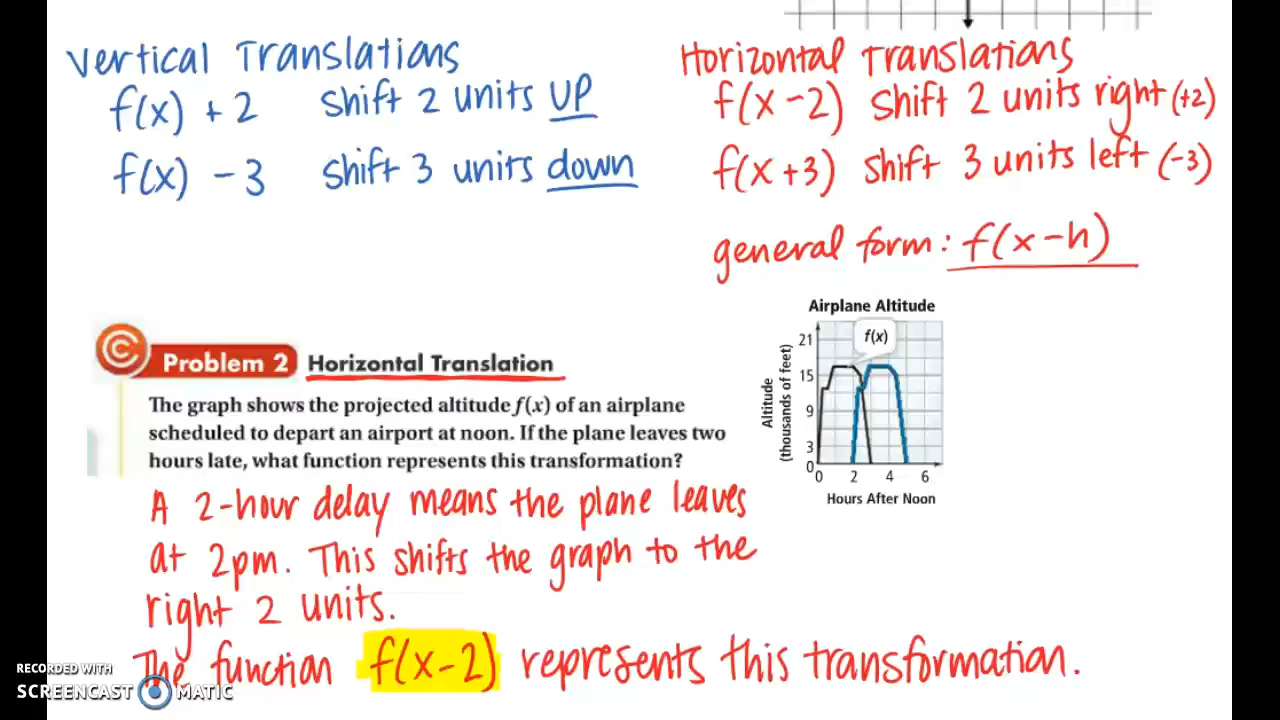 Vertical Translations
f(x) + 2 shift 2 units UP
f(x) - 3 shift 3 units down
Horizontal Translations
f(x - 2) shift 2 units right (+2)
f(x + 3) shift 3 units left (-3)
general form: f(x - h)
C Problem 2 Horizontal Translation
The graph shows the projected altitude f(x) of an airplane
scheduled to depart an airport at noon. If the plane leaves two
hours late, what function represents this transformation?
Airplane Altitude
f(x)
Altitude
(thousands of feet)
21
15
9
3
0
0 2 4 6
Hours After Noon
A 2-hour delay means the plane leaves
at 2pm. This shifts the graph to the
right 2 units.
The function f(x-2) represents this transformation.
RECORDED WITH
SCREENCAST MATIC